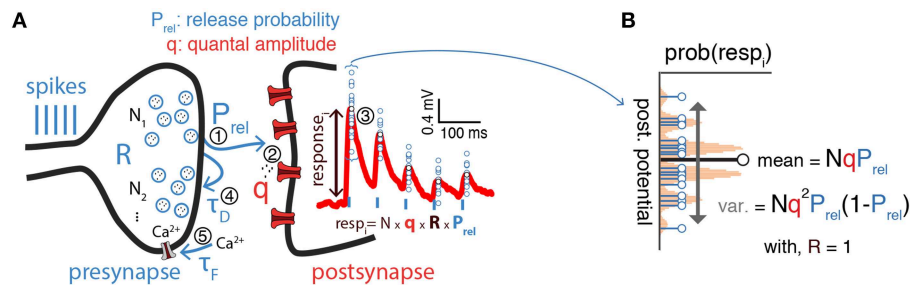 A
P_rel: release probability
q: quantal amplitude
spikes
N_1
R
N_2
...
Ca²⁺
Ca²⁺
presynapse
P_rel
①
④
τ_D
⑤
τ_F
②
q
③
response_i
0.4 mV
100 ms
resp_i = N x q x R x P_rel
postsynapse
B
prob(resp_i)
post. potential
mean = NqP_rel
var. = Nq²P_rel(1-P_rel)
with, R = 1